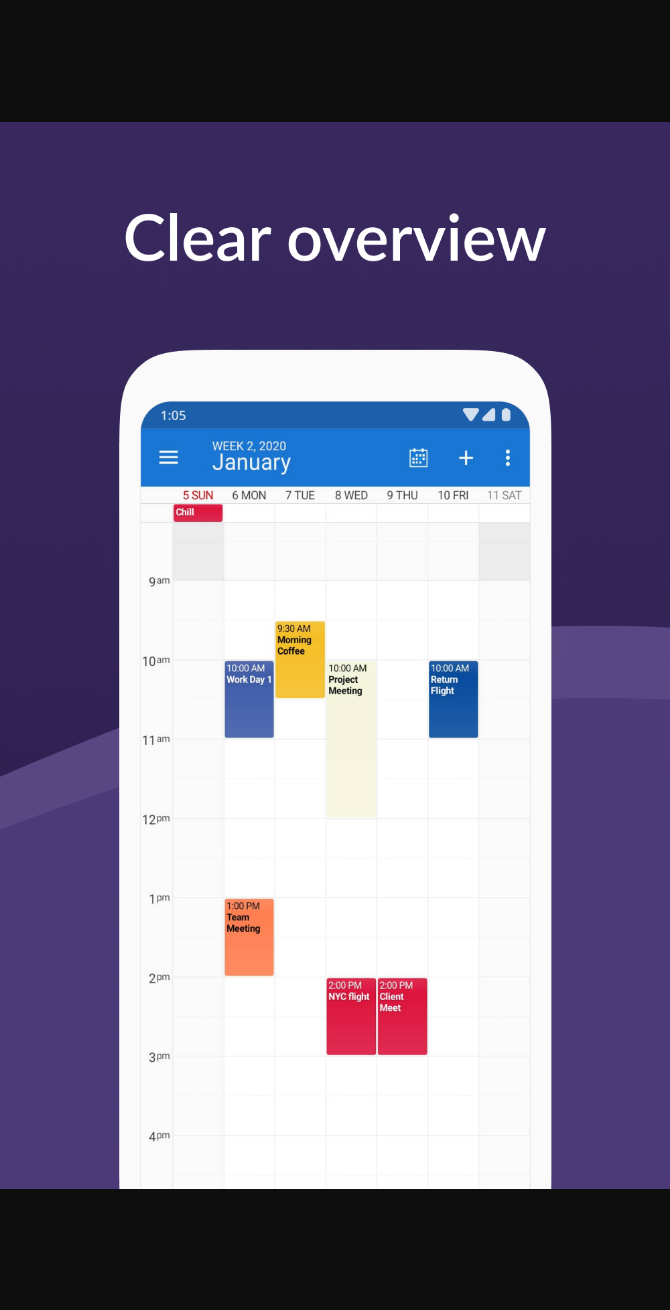 Clear overview
1:05
WEEK 2, 2020
January
5 SUN 6 MON 7 TUE 8 WED 9 THU 10 FRI 11 SAT
Chill
9am
9:30 AM
Morning
Coffee
10am
10:00 AM
Work Day 1
10:00 AM
Project
Meeting
10:00 AM
Return
Flight
11am
12pm
1pm
1:00 PM
Team
Meeting
2pm
2:00 PM
NYC flight
2:00 PM
Client
Meet
3pm
4pm